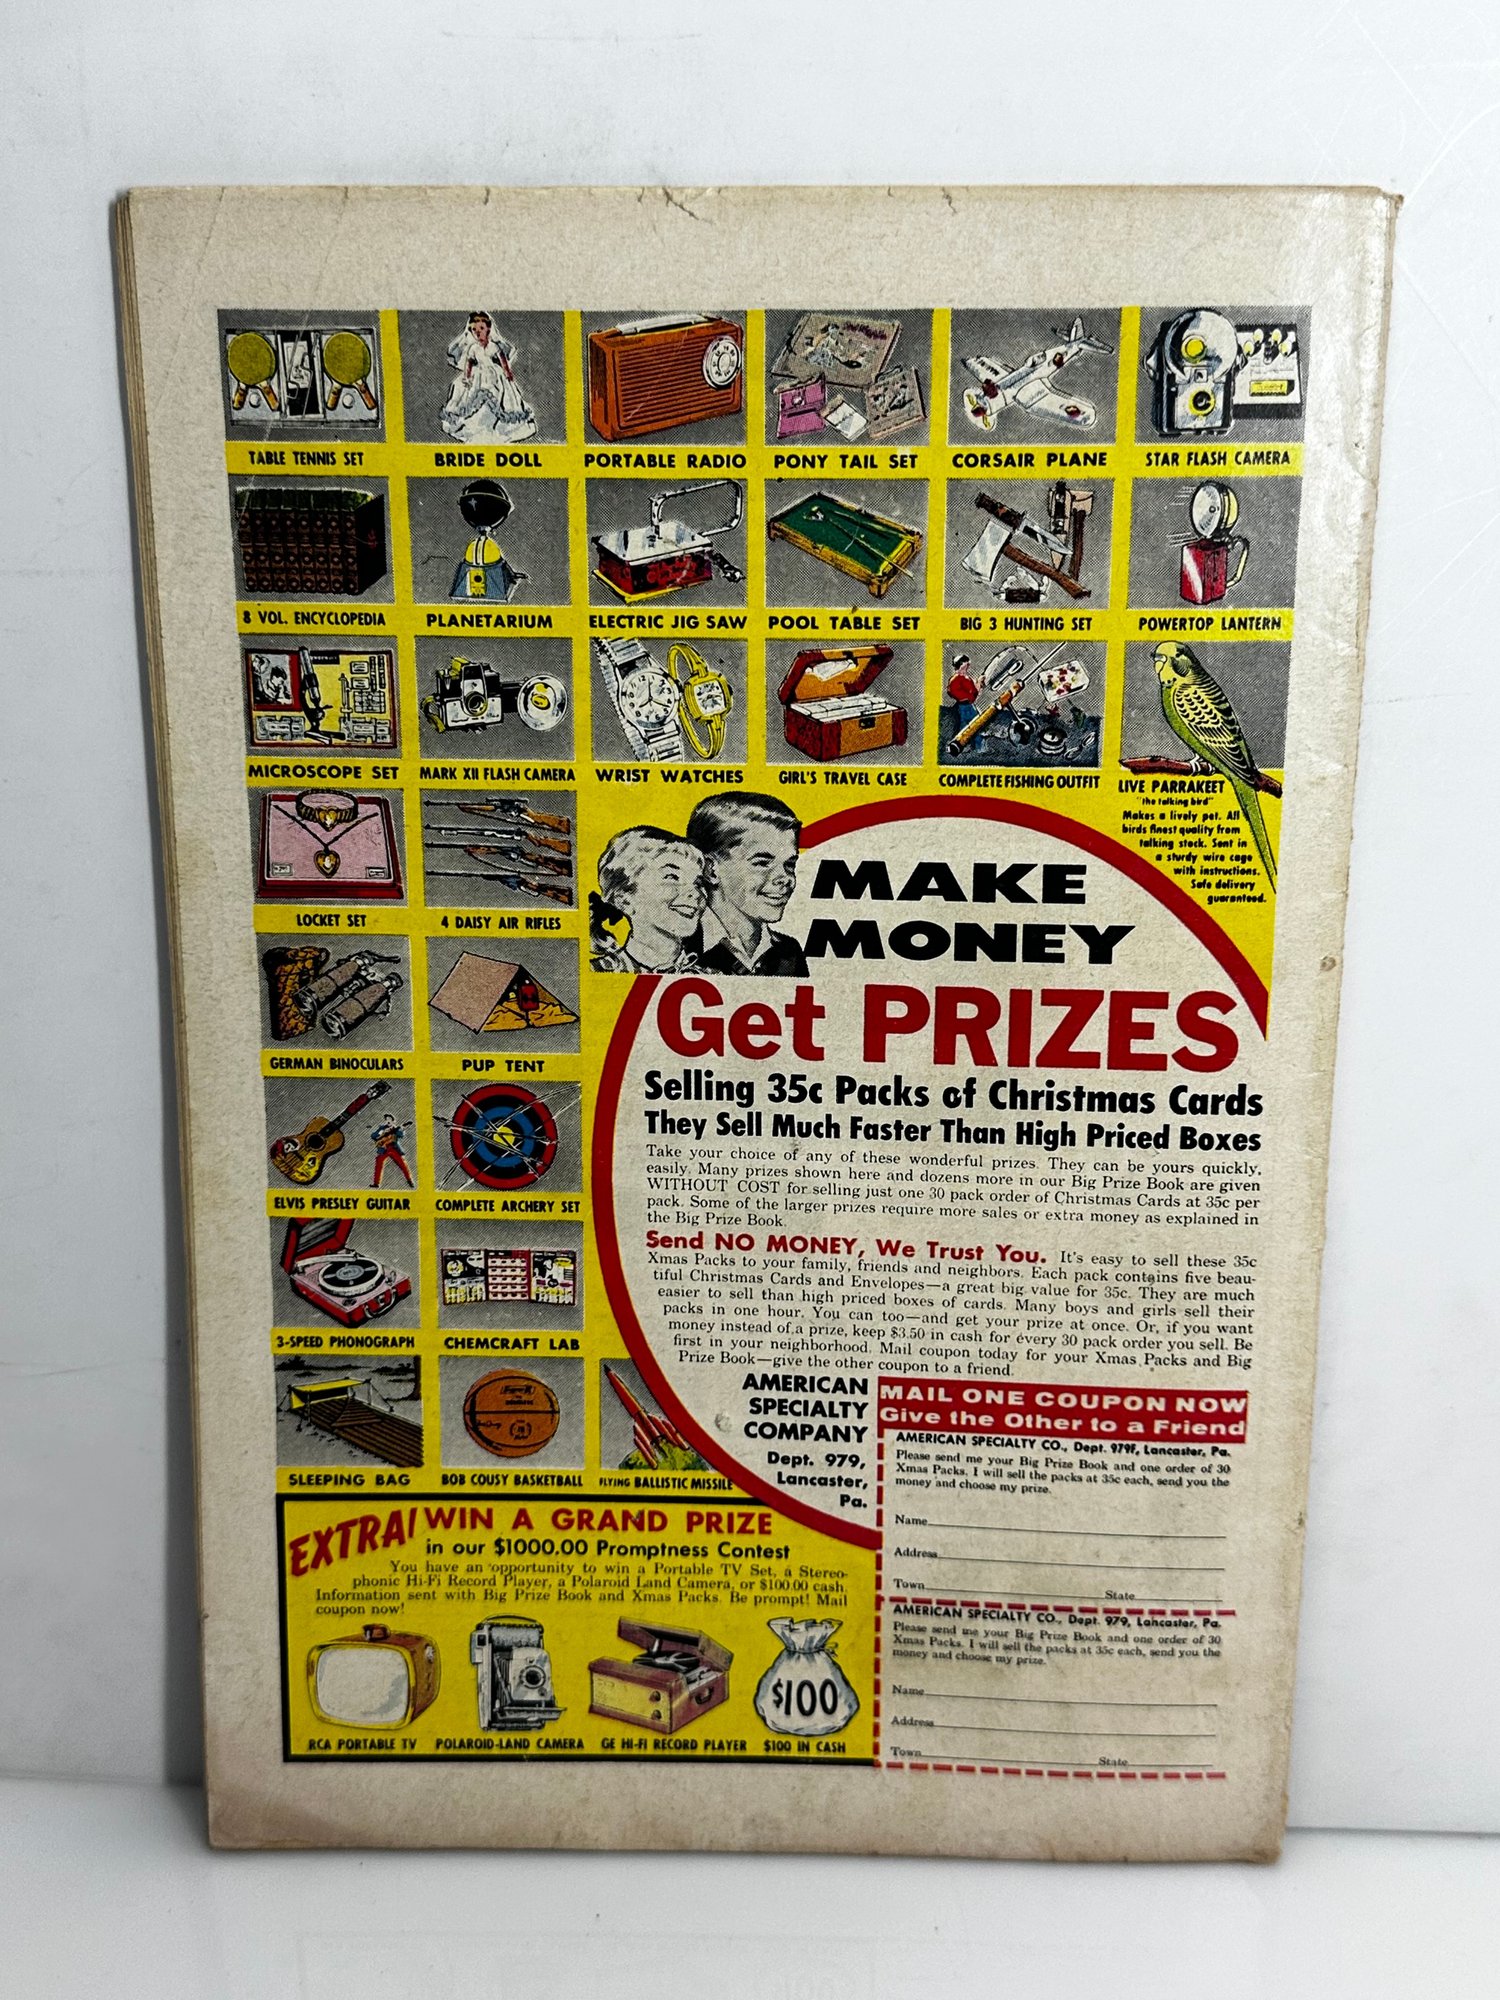 TABLE TENNIS SET
BRIDE DOLL
PORTABLE RADIO
PONY TAIL SET
CORSAIR PLANE
STAR FLASH CAMERA
8 VOL. ENCYCLOPEDIA
PLANETARIUM
ELECTRIC JIG SAW
POOL TABLE SET
BIG 3 HUNTING SET
POWERTOP LANTERN
MICROSCOPE SET
MARK XII FLASH CAMERA
WRIST WATCHES
GIRL'S TRAVEL CASE
COMPLETE FISHING OUTFIT
LIVE PARRAKEET
"the talking bird"
Makes a lively pet. All
birds finest quality from
talking stock. Sent in
a sturdy wire cage
with instructions.
Safe delivery
guaranteed.
LOCKET SET
4 DAISY AIR RIFLES
GERMAN BINOCULARS
PUP TENT
ELVIS PRESLEY GUITAR
COMPLETE ARCHERY SET
3-SPEED PHONOGRAPH
CHEMCRAFT LAB
SLEEPING BAG
BOB COUSY BASKETBALL
FLYING BALLISTIC MISSILE
MAKE
MONEY
Get PRIZES
Selling 35c Packs of Christmas Cards
They Sell Much Faster Than High Priced Boxes
Take your choice of any of these wonderful prizes. They can be yours quickly,
easily. Many prizes shown here and dozens more in our Big Prize Book are given
WITHOUT COST for selling just one 30 pack order of Christmas Cards at 35c per
pack. Some of the larger prizes require more sales or extra money as explained in
the Big Prize Book.
Send NO MONEY, We Trust You. It's easy to sell these 35c
Xmas Packs to your family, friends and neighbors. Each pack contains five beau-
tiful Christmas Cards and Envelopes—a great big value for 35c. They are much
easier to sell than high priced boxes of cards. Many boys and girls sell their
packs in one hour. You can too—and get your prize at once. Or, if you want
money instead of a prize, keep $3.50 in cash for every 30 pack order you sell. Be
first in your neighborhood. Mail coupon today for your Xmas Packs and Big
Prize Book—give the other coupon to a friend.
AMERICAN
SPECIALTY
COMPANY
Dept. 979,
Lancaster,
Pa.
MAIL ONE COUPON NOW
Give the Other to a Friend
AMERICAN SPECIALTY CO., Dept. 979F, Lancaster, Pa.
Please send me your Big Prize Book and one order of 30
Xmas Packs. I will sell the packs at 35c each, send you the
money and choose my prize.
Name
Address
Town State
AMERICAN SPECIALTY CO., Dept. 979, Lancaster, Pa.
Please send me your Big Prize Book and one order of 30
Xmas Packs. I will sell the packs at 35c each, send you the
money and choose my prize.
Name
Address
Town State
EXTRA! WIN A GRAND PRIZE
in our $1000.00 Promptness Contest
You have an opportunity to win a Portable TV Set, a Stereo-
phonic Hi-Fi Record Player, a Polaroid Land Camera, or $100.00 cash.
Information sent with Big Prize Book and Xmas Packs. Be prompt! Mail
coupon now!
$100
RCA PORTABLE TV
POLAROID-LAND CAMERA
GE HI-FI RECORD PLAYER
$100 IN CASH